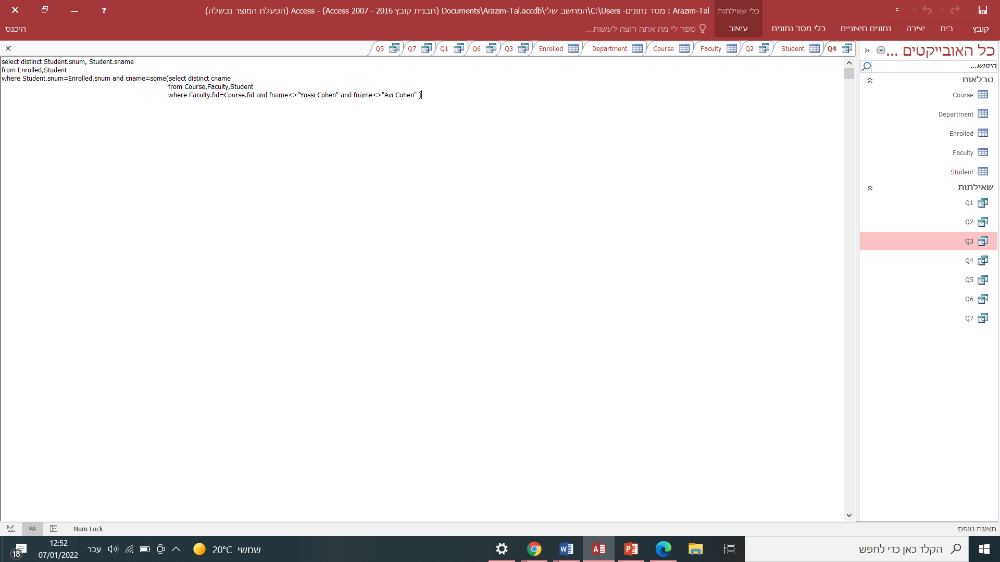 Arazim-Tal : מסד נתונים- C:\Users\המחשב שלי\Documents\Arazim-Tal.accdb (תבנית קובץ Access 2007 - 2016) - Access (הפעלת המוצר נכשלה)
כלי שאילתות
קובץ
בית
יצירה
נתונים חיצוניים
כלי מסד נתונים
עיצוב
ספר לי מה אתה רוצה לעשות...
היכנס
כל האובייקטים ...
חיפוש...
טבלאות
Course
Department
Enrolled
Faculty
Student
שאילתות
Q1
Q2
Q3
Q4
Q5
Q6
Q7
Q4
Student
Q2
Faculty
Course
Department
Enrolled
Q3
Q6
Q1
Q7
Q5
select distinct Student.snum, Student.sname
from Enrolled,Student
where Student.snum=Enrolled.snum and cname=some(select distinct cname
from Course,Faculty,Student
where Faculty.fid=Course.fid and fname<>"Yossi Cohen" and fname<>"Avi Cohen" )
תצוגת טופס
Num Lock
SQL
הקלד כאן כדי לחפש
20°C שמשי
עבר
12:52
07/01/2022
18